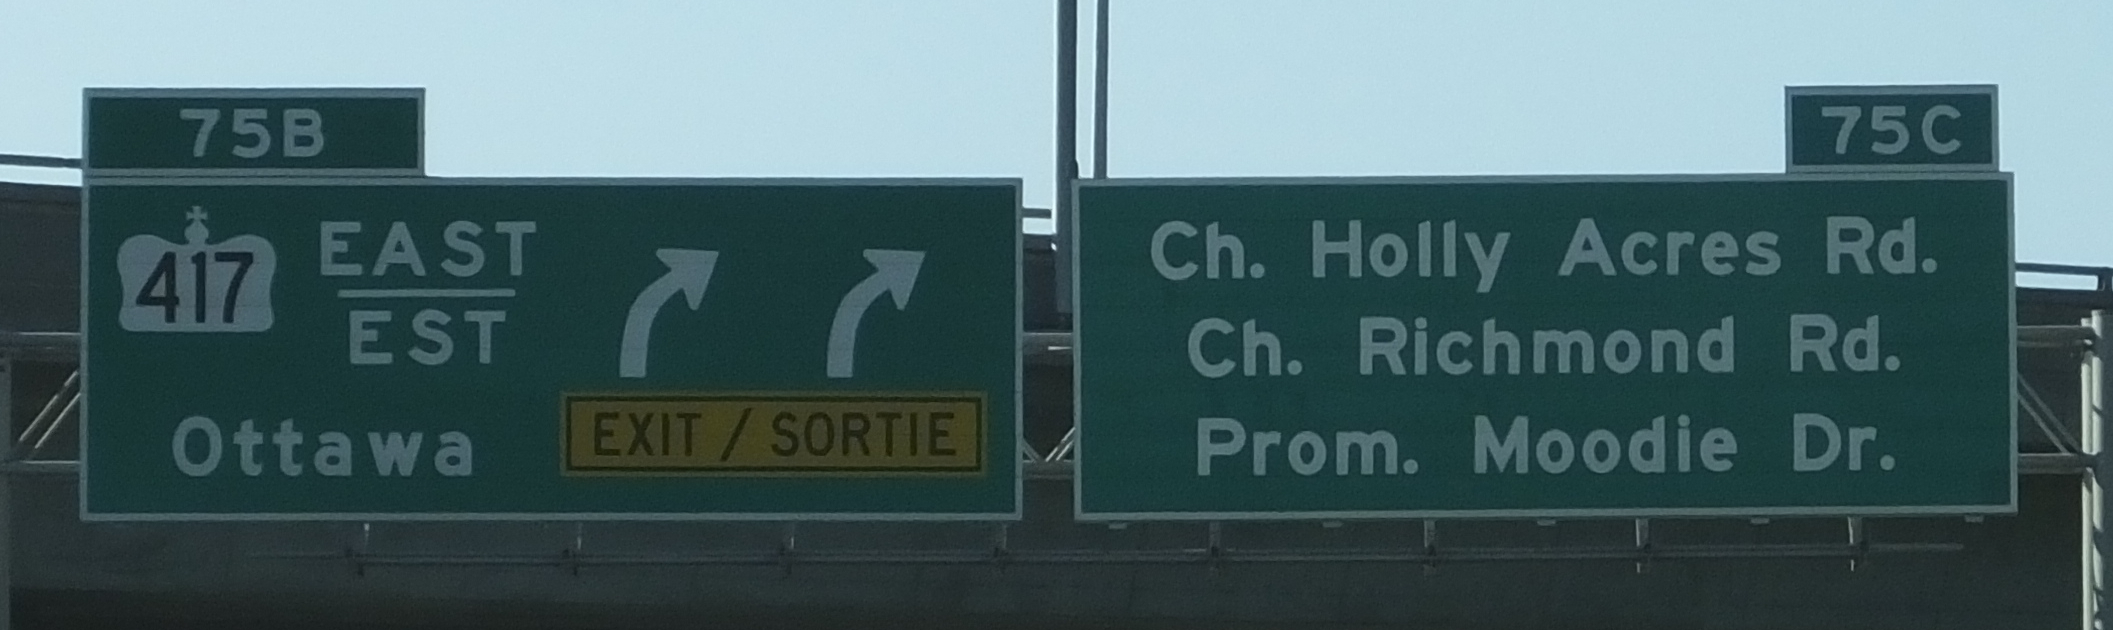 75B
417 EAST
EST
Ottawa
EXIT / SORTIE
75C
Ch. Holly Acres Rd.
Ch. Richmond Rd.
Prom. Moodie Dr.